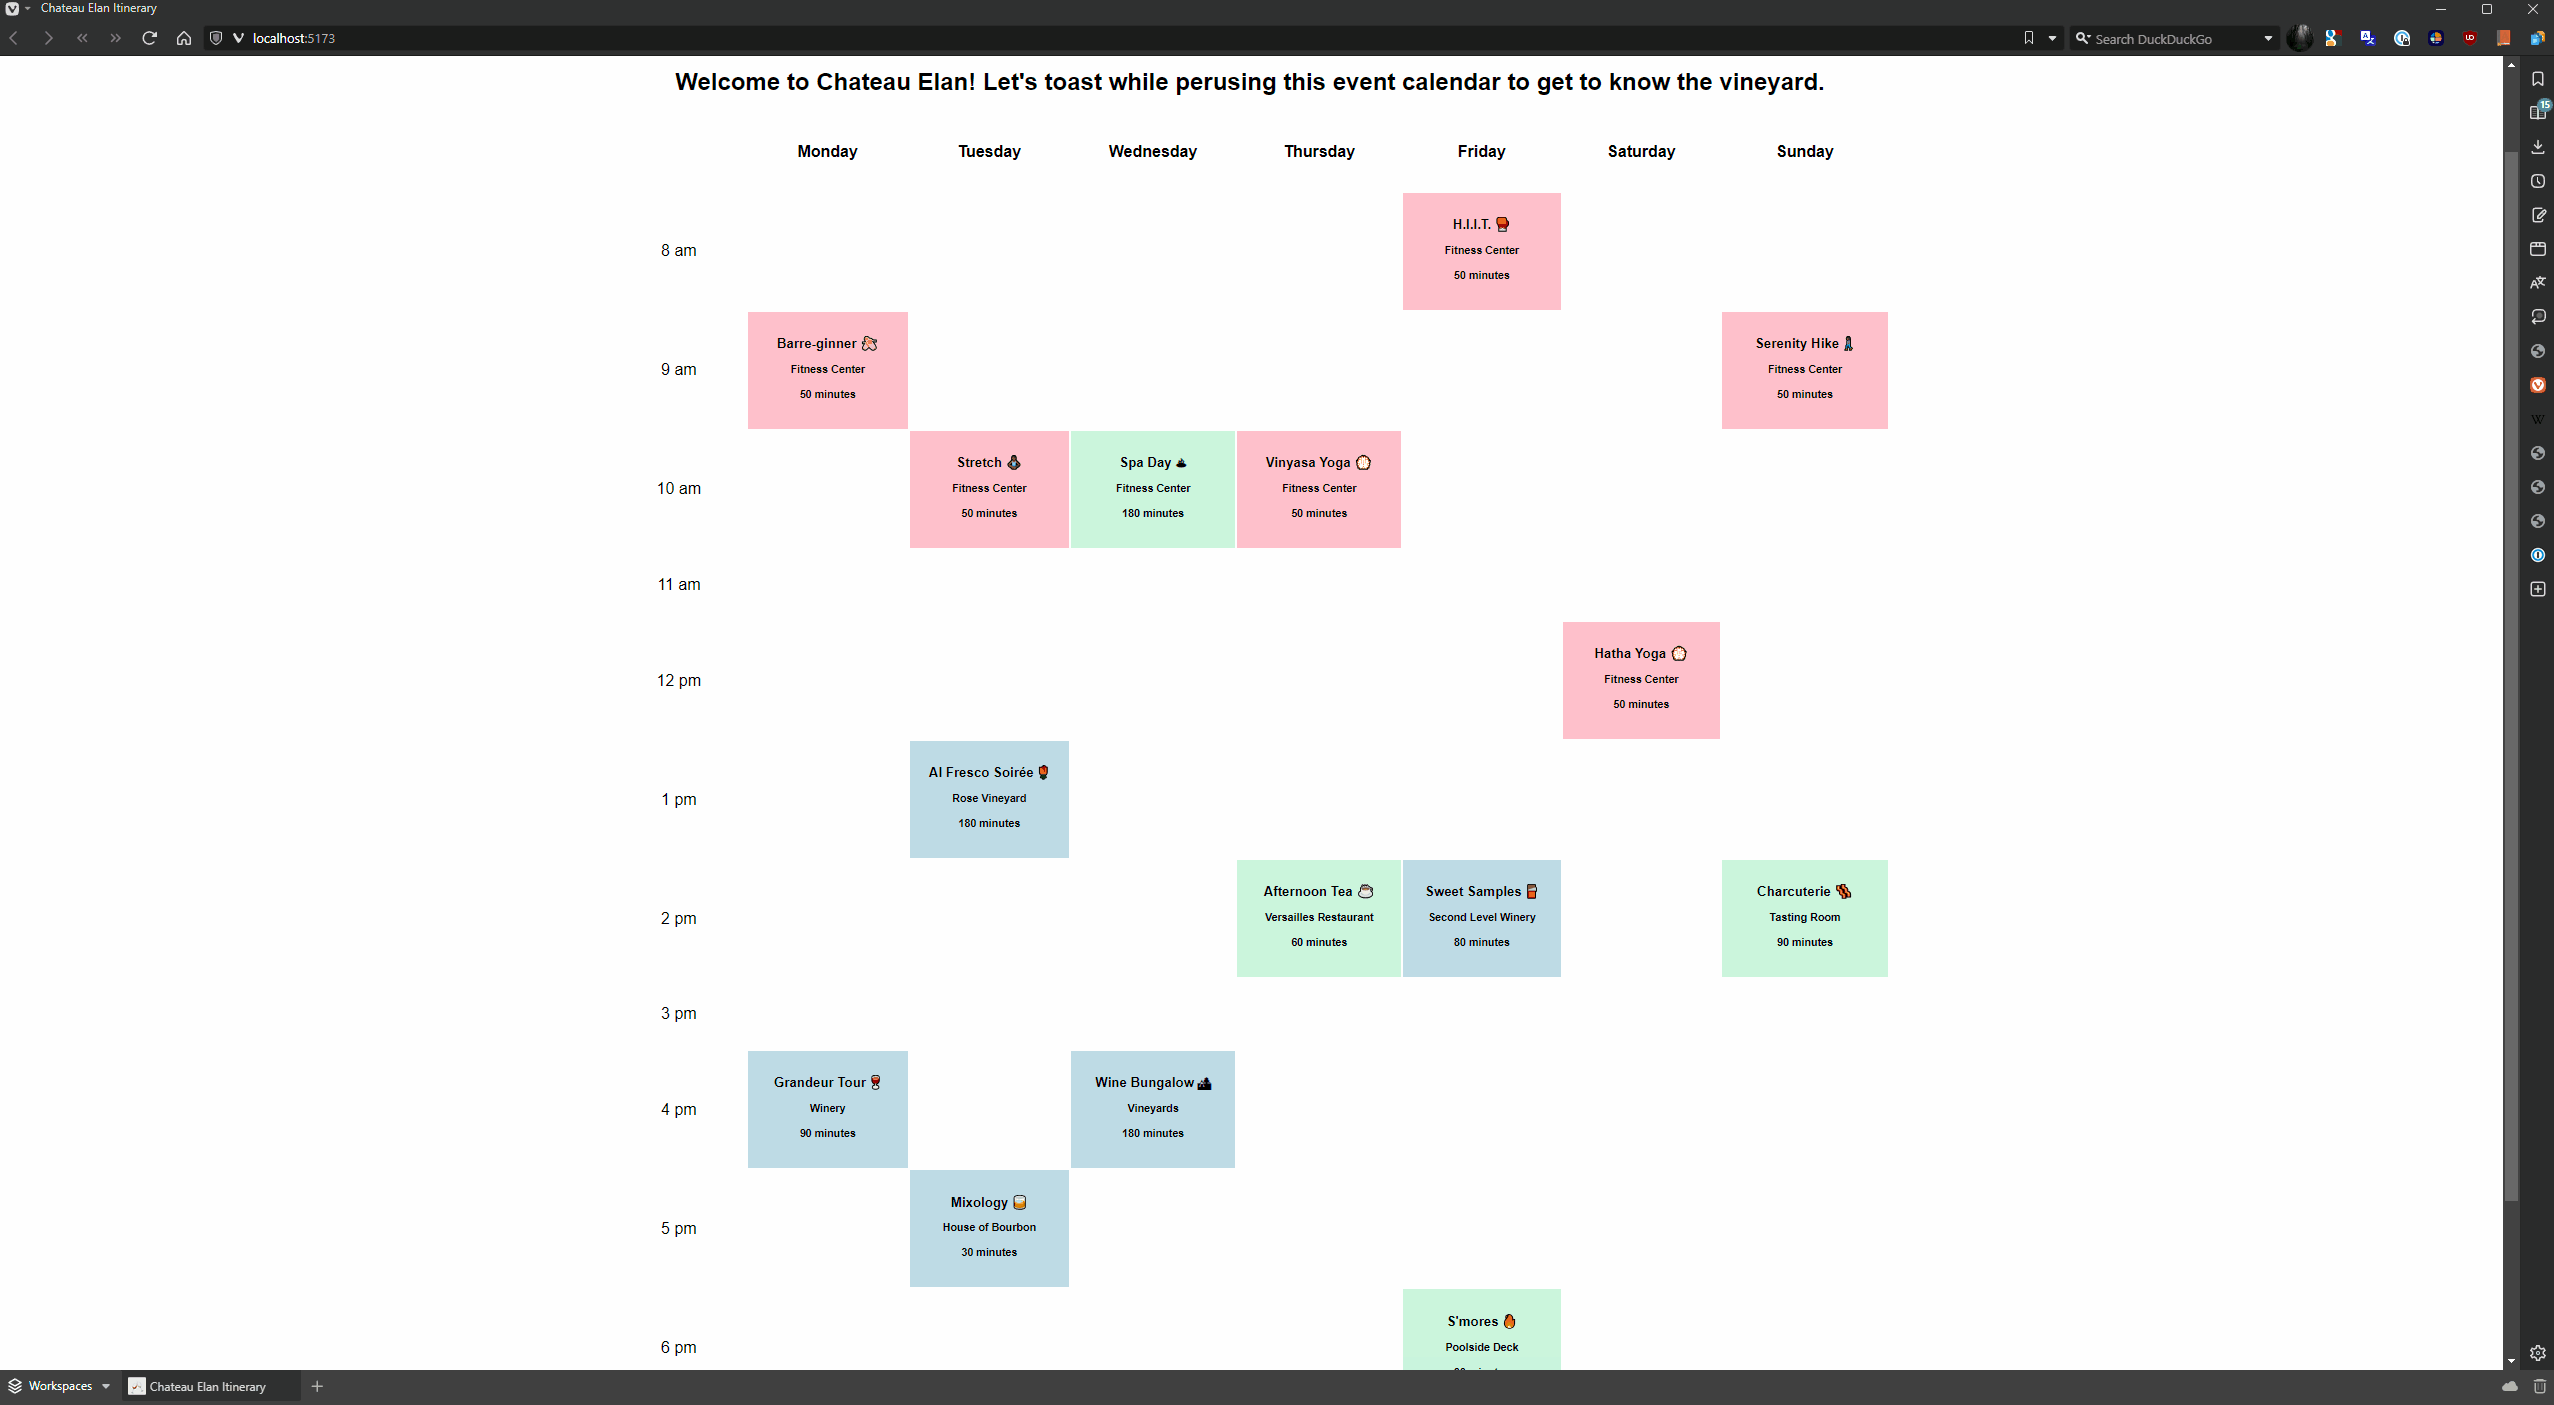 Chateau Elan Itinerary
localhost:5173
Search DuckDuckGo
15
Welcome to Chateau Elan! Let's toast while perusing this event calendar to get to know the vineyard.
Monday Tuesday Wednesday Thursday Friday Saturday Sunday
8 am
H.I.I.T.
Fitness Center
50 minutes
9 am
Barre-ginner
Fitness Center
50 minutes
Serenity Hike
Fitness Center
50 minutes
10 am
Stretch
Fitness Center
50 minutes
Spa Day
Fitness Center
180 minutes
Vinyasa Yoga
Fitness Center
50 minutes
11 am
12 pm
Hatha Yoga
Fitness Center
50 minutes
1 pm
Al Fresco Soirée
Rose Vineyard
180 minutes
2 pm
Afternoon Tea
Versailles Restaurant
60 minutes
Sweet Samples
Second Level Winery
80 minutes
Charcuterie
Tasting Room
90 minutes
3 pm
4 pm
Grandeur Tour
Winery
90 minutes
Wine Bungalow
Vineyards
180 minutes
5 pm
Mixology
House of Bourbon
30 minutes
6 pm
S'mores
Poolside Deck
Workspaces
Chateau Elan Itinerary